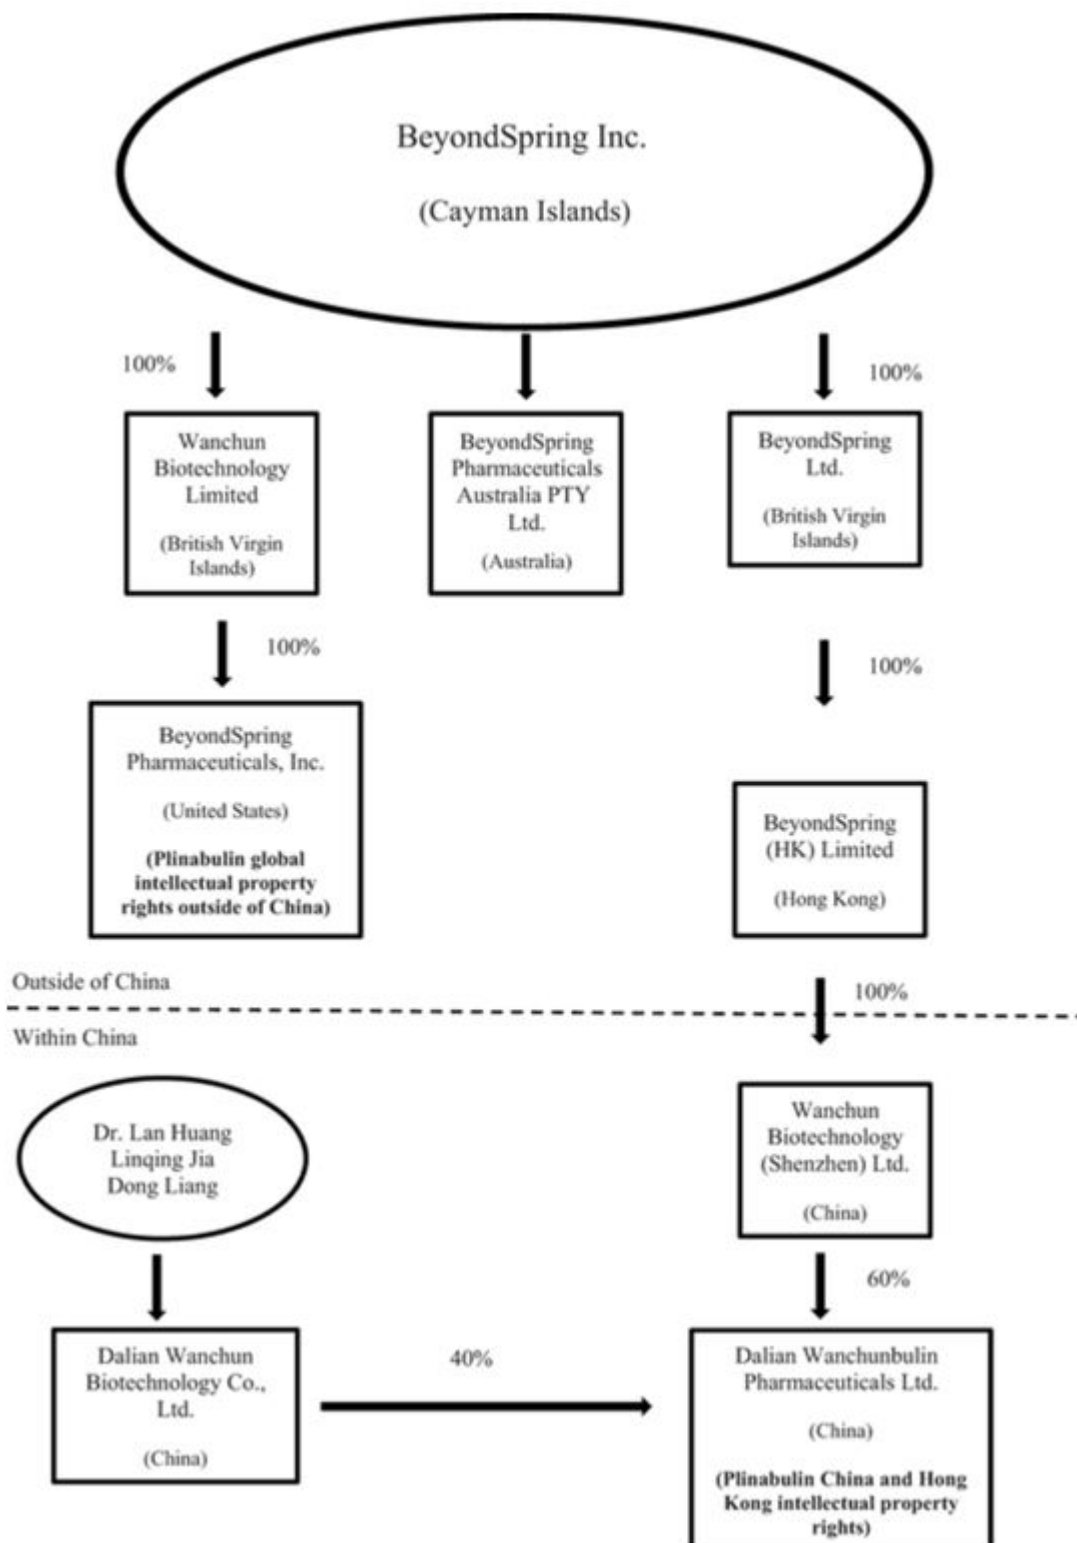 BeyondSpring Inc.
(Cayman Islands)
100%
100%
Wanchun
Biotechnology
Limited
(British Virgin
Islands)
BeyondSpring
Pharmaceuticals
Australia PTY
Ltd.
(Australia)
BeyondSpring
Ltd.
(British Virgin
Islands)
100%
100%
BeyondSpring
Pharmaceuticals, Inc.
(United States)
(Plinabulin global
intellectual property
rights outside of China)
BeyondSpring
(HK) Limited
(Hong Kong)
Outside of China
100%
Within China
Dr. Lan Huang
Linqing Jia
Dong Liang
Wanchun
Biotechnology
(Shenzhen) Ltd.
(China)
60%
Dalian Wanchun
Biotechnology Co.,
Ltd.
(China)
40%
Dalian Wanchunbulin
Pharmaceuticals Ltd.
(China)
(Plinabulin China and Hong
Kong intellectual property
rights)